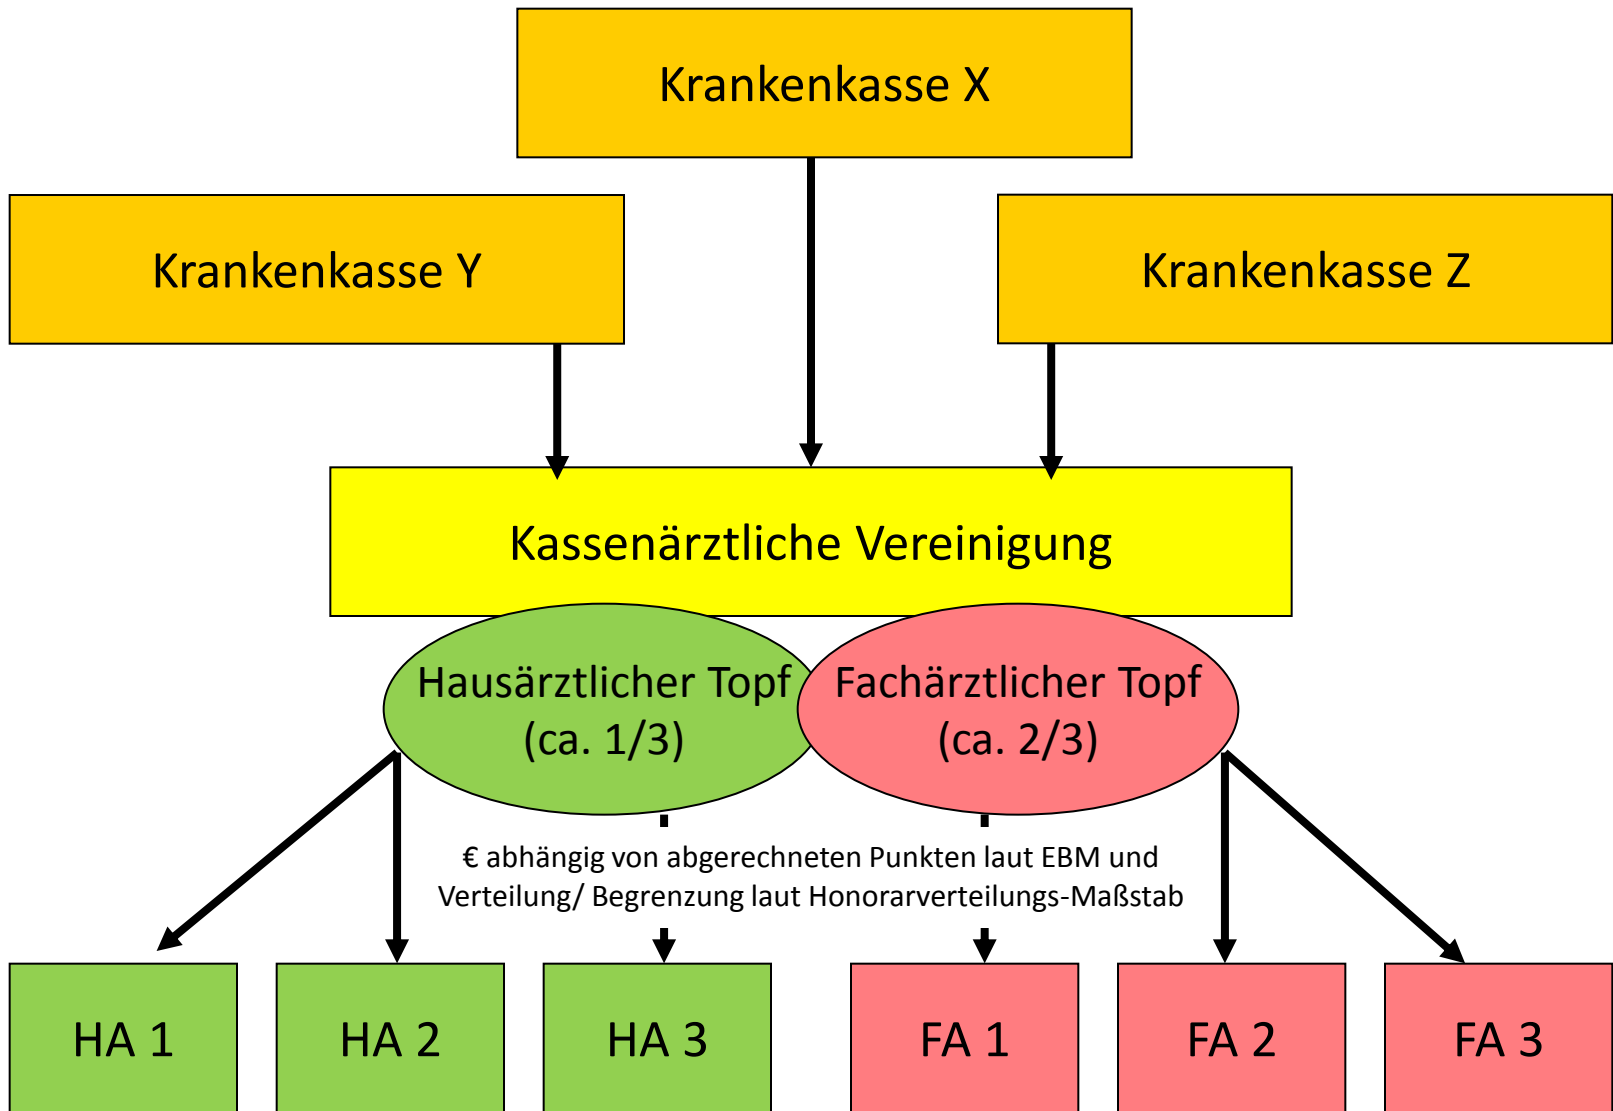 Krankenkasse X
Krankenkasse Y
Krankenkasse Z
Kassenärztliche Vereinigung
Hausärztlicher Topf
(ca. 1/3)
Fachärztlicher Topf
(ca. 2/3)
€ abhängig von abgerechneten Punkten laut EBM und
Verteilung/ Begrenzung laut Honorarverteilungs-Maßstab
HA 1
HA 2
HA 3
FA 1
FA 2
FA 3